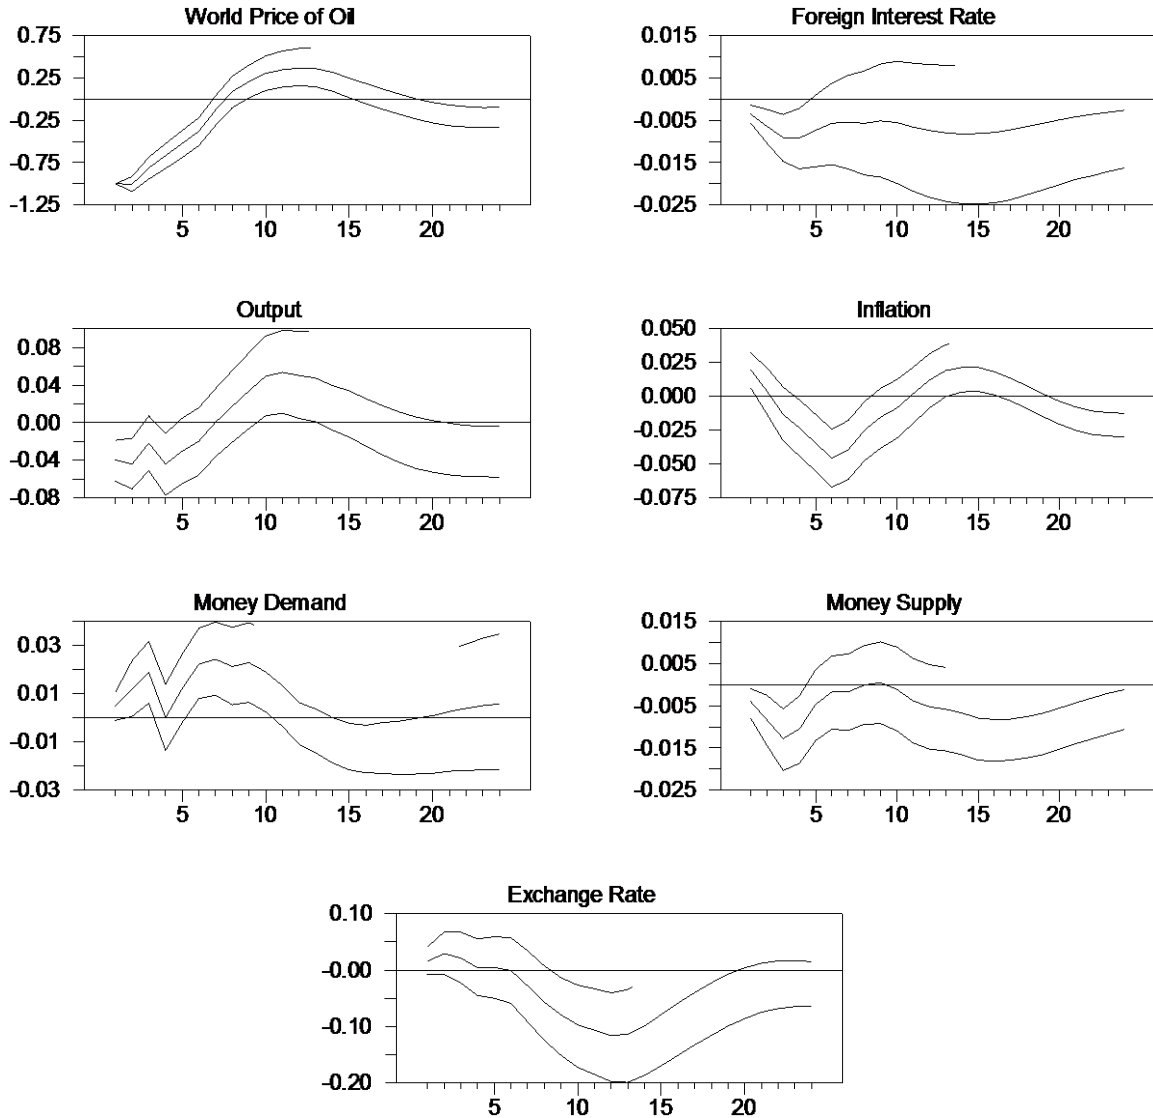 World Price of Oil
0.75
0.25
-0.25
-0.75
-1.25
5 10 15 20
Foreign Interest Rate
0.015
0.005
-0.005
-0.015
-0.025
5 10 15 20
Output
0.08
0.04
0.00
-0.04
-0.08
5 10 15 20
Inflation
0.050
0.025
0.000
-0.025
-0.050
-0.075
5 10 15 20
Money Demand
0.03
0.01
-0.01
-0.03
5 10 15 20
Money Supply
0.015
0.005
-0.005
-0.015
-0.025
5 10 15 20
Exchange Rate
0.10
-0.00
-0.10
-0.20
5 10 15 20